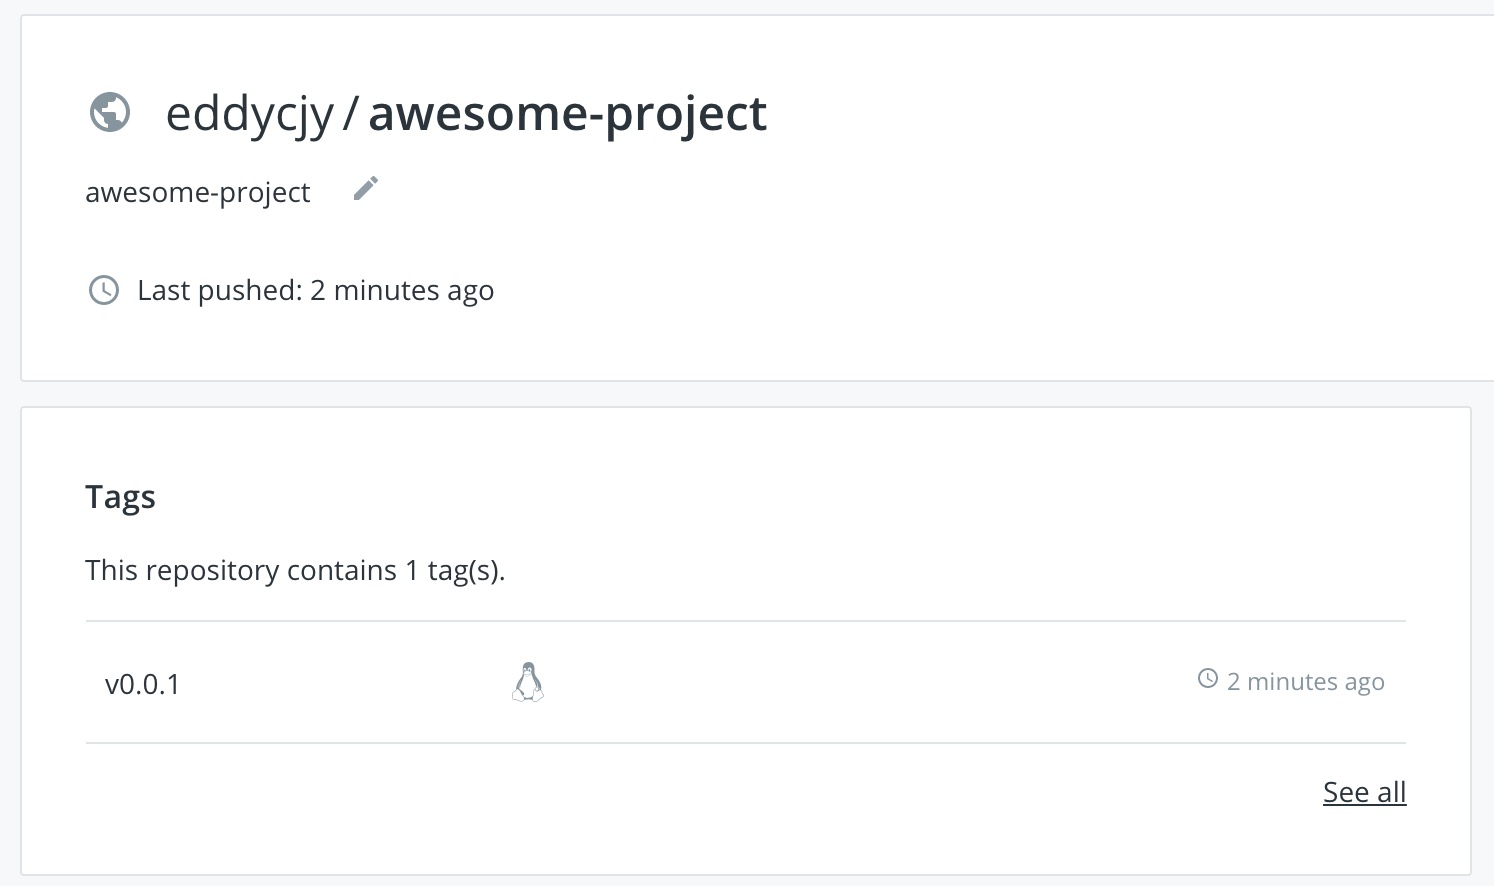 eddycjy / awesome-project
awesome-project
Last pushed: 2 minutes ago
Tags
This repository contains 1 tag(s).
v0.0.1 2 minutes ago
See all